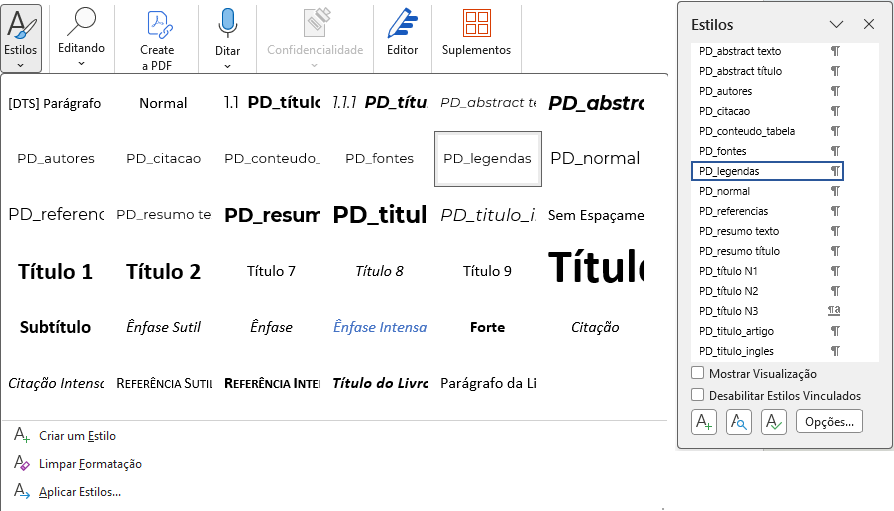 Estilos
Editando
Create
a PDF
Ditar
Confidencialidade
Editor
Suplementos
[DTS] Parágrafo
Normal
1.1 PD_título
1.1.1 PD_títu
PD_abstract te
PD_abstra
PD_autores
PD_citacao
PD_conteudo_
PD_fontes
PD_legendas
PD_normal
PD_referenc
PD_resumo te
PD_resum
PD_titul
PD_titulo_i
Sem Espaçame
Título 1
Título 2
Título 7
Título 8
Título 9
Título
Subtítulo
Ênfase Sutil
Ênfase
Ênfase Intensa
Forte
Citação
Citação Intensa
Referência Sutil
Referência Inte
Título do Livro
Parágrafo da Li
Criar um Estilo
Limpar Formatação
Aplicar Estilos...
Estilos
PD_abstract texto
PD_abstract título
PD_autores
PD_citacao
PD_conteudo_tabela
PD_fontes
PD_legendas
PD_normal
PD_referencias
PD_resumo texto
PD_resumo título
PD_título N1
PD_título N2
PD_título N3
PD_titulo_artigo
PD_titulo_ingles
Mostrar Visualização
Desabilitar Estilos Vinculados
Opções...